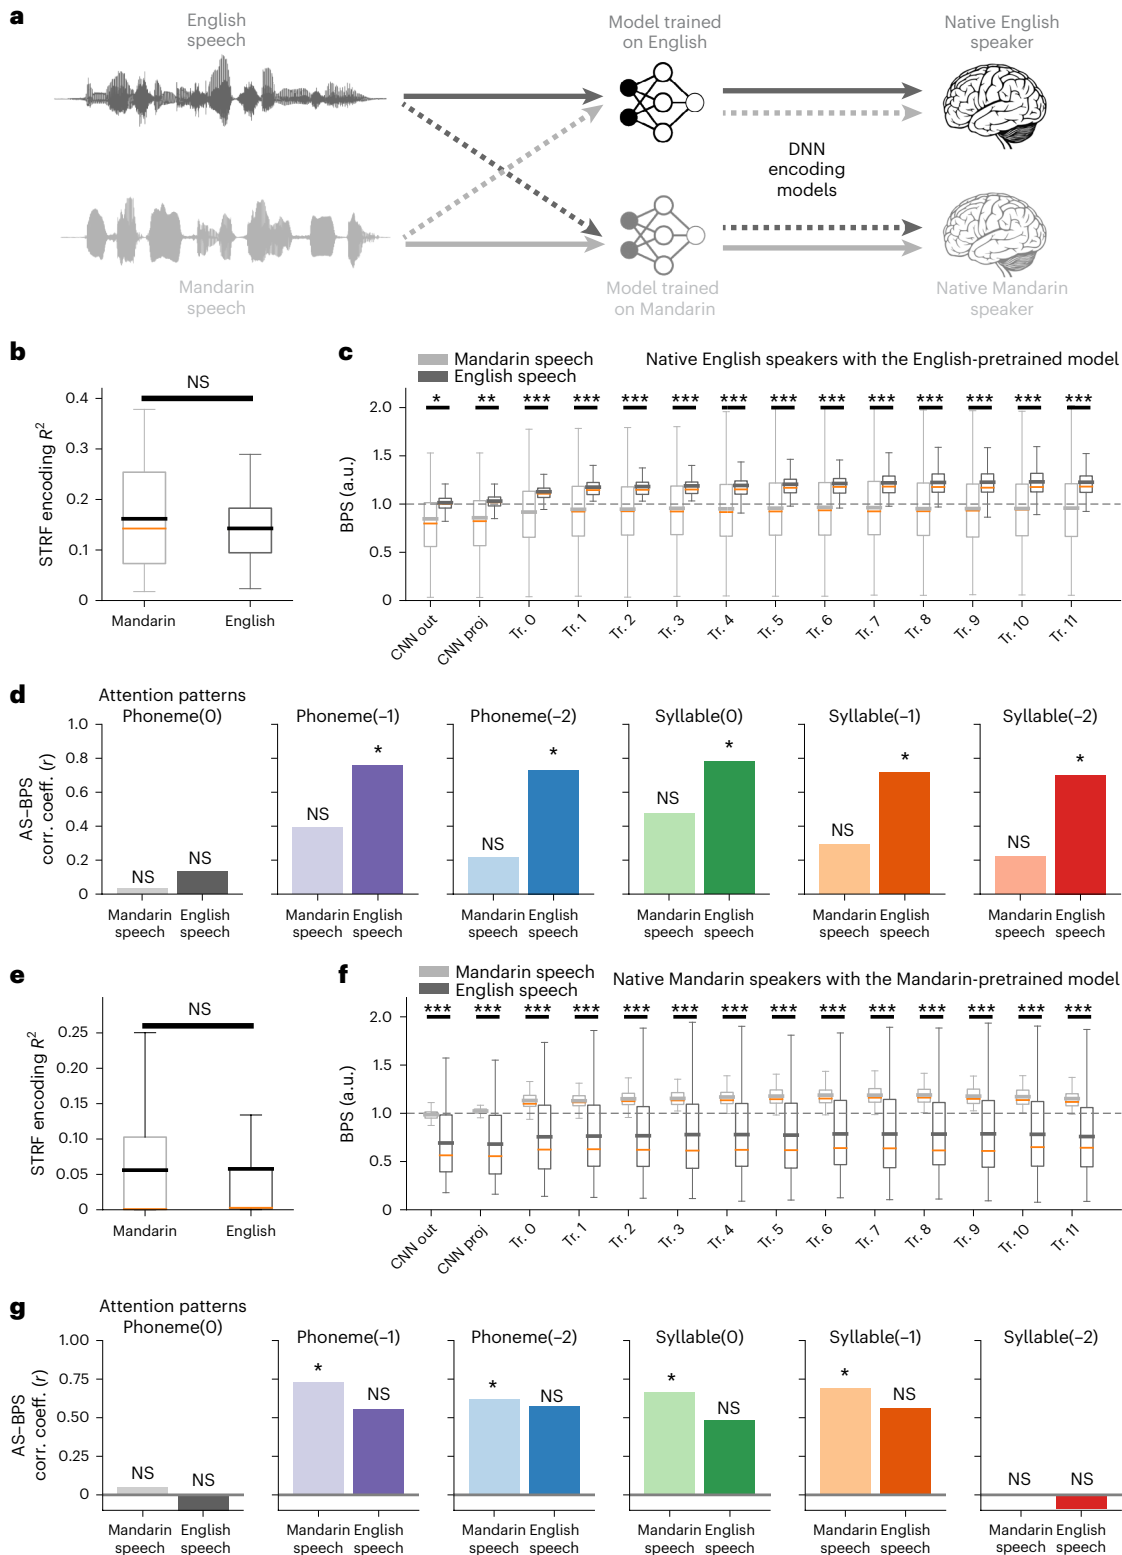 a
English
speech
Model trained
on English
Native English
speaker
DNN
encoding
models
Mandarin
speech
Model trained
on Mandarin
Native Mandarin
speaker
b
NS
STRF encoding R²
0.4
0.3
0.2
0.1
0
Mandarin
English
c
Mandarin speech
English speech
Native English speakers with the English-pretrained model
* ** *** *** *** *** *** *** *** *** *** *** *** ***
BPS (a.u.)
2.0
1.5
1.0
0.5
0
CNN out
CNN proj
Tr. 0
Tr. 1
Tr. 2
Tr. 3
Tr. 4
Tr. 5
Tr. 6
Tr. 7
Tr. 8
Tr. 9
Tr. 10
Tr. 11
d
Attention patterns
Phoneme(0)
Phoneme(–1)
Phoneme(–2)
Syllable(0)
Syllable(–1)
Syllable(–2)
AS–BPS
corr. coeff. (r)
1.0
0.8
0.6
0.4
0.2
0
NS NS
NS *
NS *
NS *
NS *
NS *
Mandarin English
speech speech
Mandarin English
speech speech
Mandarin English
speech speech
Mandarin English
speech speech
Mandarin English
speech speech
Mandarin English
speech speech
e
NS
STRF encoding R²
0.25
0.20
0.15
0.10
0.05
0
Mandarin
English
f
Mandarin speech
English speech
Native Mandarin speakers with the Mandarin-pretrained model
*** *** *** *** *** *** *** *** *** *** *** *** *** ***
BPS (a.u.)
2.0
1.5
1.0
0.5
0
CNN out
CNN proj
Tr. 0
Tr. 1
Tr. 2
Tr. 3
Tr. 4
Tr. 5
Tr. 6
Tr. 7
Tr. 8
Tr. 9
Tr. 10
Tr. 11
g
Attention patterns
Phoneme(0)
Phoneme(–1)
Phoneme(–2)
Syllable(0)
Syllable(–1)
Syllable(–2)
AS–BPS
corr. coeff. (r)
1.00
0.75
0.50
0.25
0
NS NS
* NS
* NS
* NS
* NS
NS NS
Mandarin English
speech speech
Mandarin English
speech speech
Mandarin English
speech speech
Mandarin English
speech speech
Mandarin English
speech speech
Mandarin English
speech speech